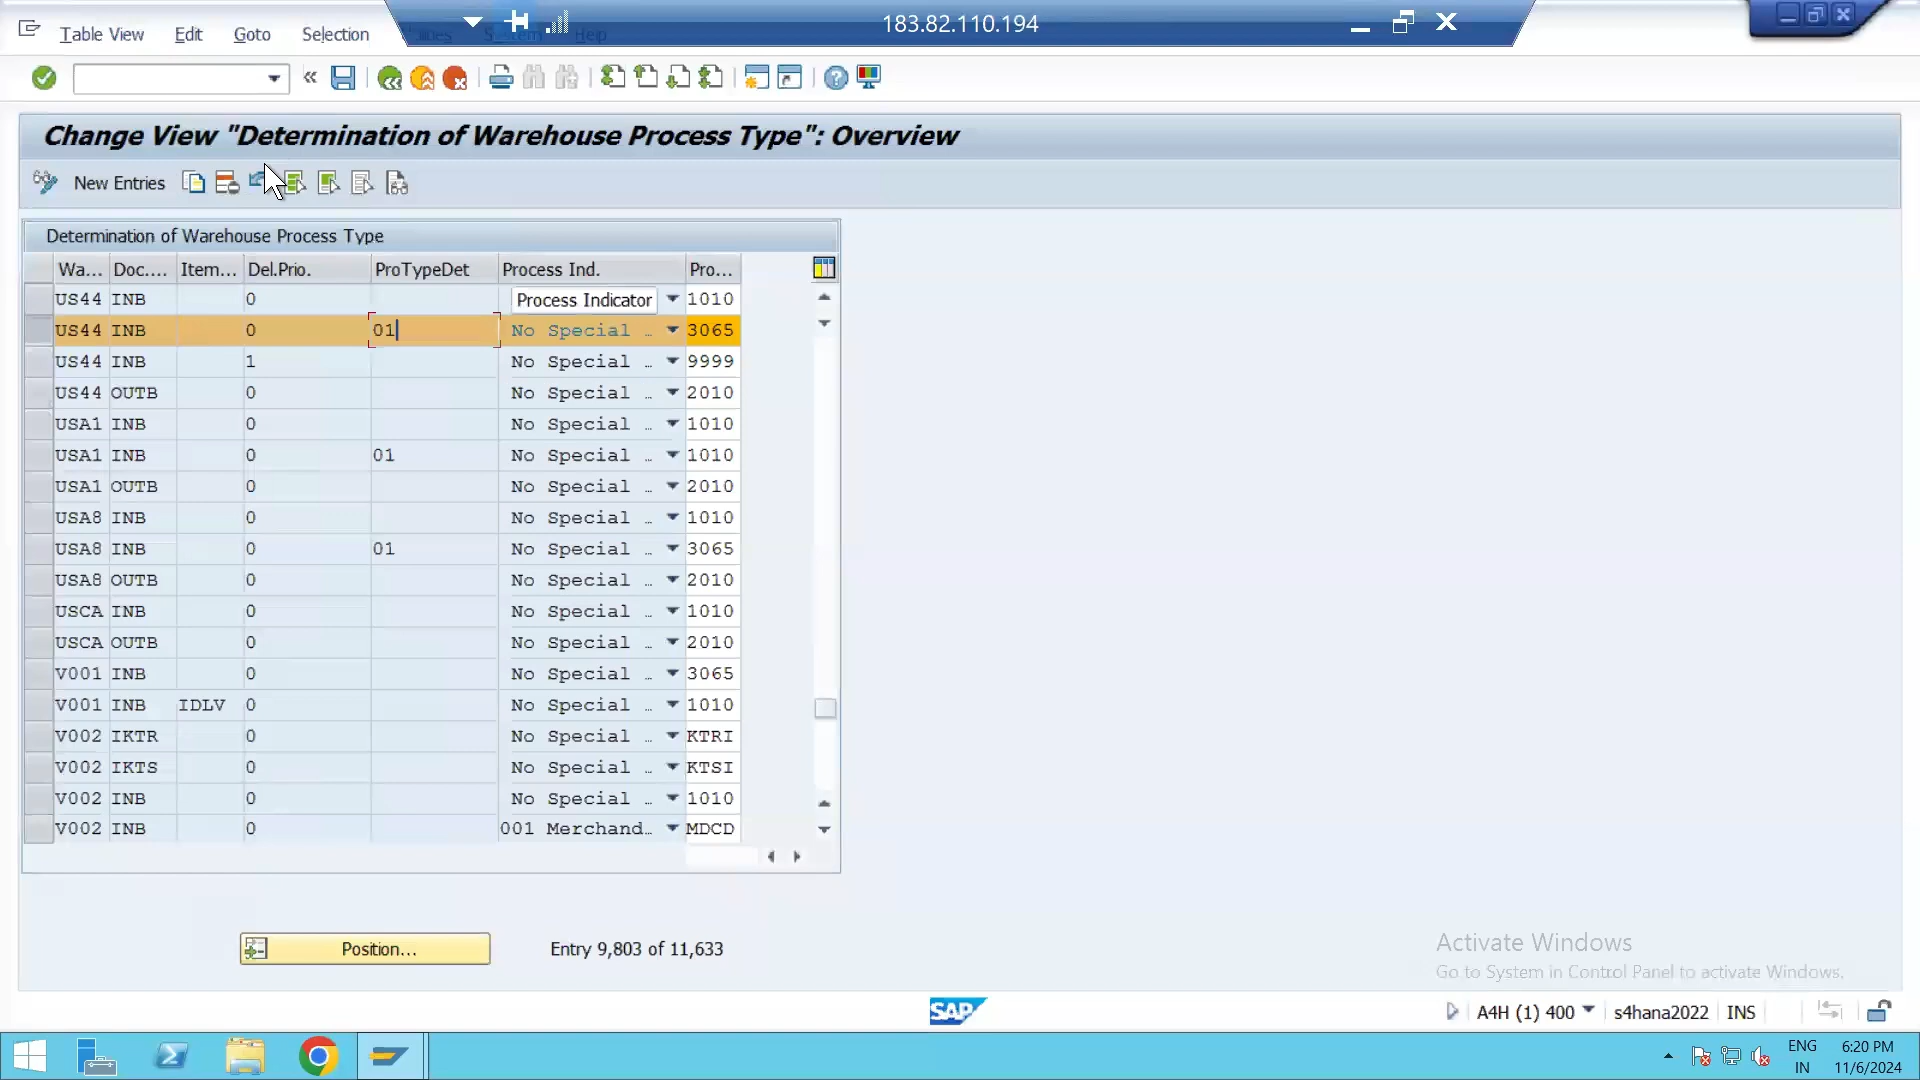 183.82.110.194
Table View Edit Goto Selection Help
Change View "Determination of Warehouse Process Type": Overview
New Entries
Determination of Warehouse Process Type
Wa... Doc.... Item... Del.Prio. ProTypeDet Process Ind. Pro...
US44 INB 0 Process Indicator 1010
US44 INB 0 01 No Special … 3065
US44 INB 1 No Special … 9999
US44 OUTB 0 No Special … 2010
USA1 INB 0 No Special … 1010
USA1 INB 0 01 No Special … 1010
USA1 OUTB 0 No Special … 2010
USA8 INB 0 No Special … 1010
USA8 INB 0 01 No Special … 3065
USA8 OUTB 0 No Special … 2010
USCA INB 0 No Special … 1010
USCA OUTB 0 No Special … 2010
V001 INB 0 No Special … 3065
V001 INB IDLV 0 No Special … 1010
V002 IKTR 0 No Special … KTRI
V002 IKTS 0 No Special … KTSI
V002 INB 0 No Special … 1010
V002 INB 0 001 Merchand… MDCD
Position... Entry 9,803 of 11,633
Activate Windows
Go to System in Control Panel to activate Windows.
SAP A4H (1) 400 s4hana2022 INS
ENG 6:20 PM
IN 11/6/2024